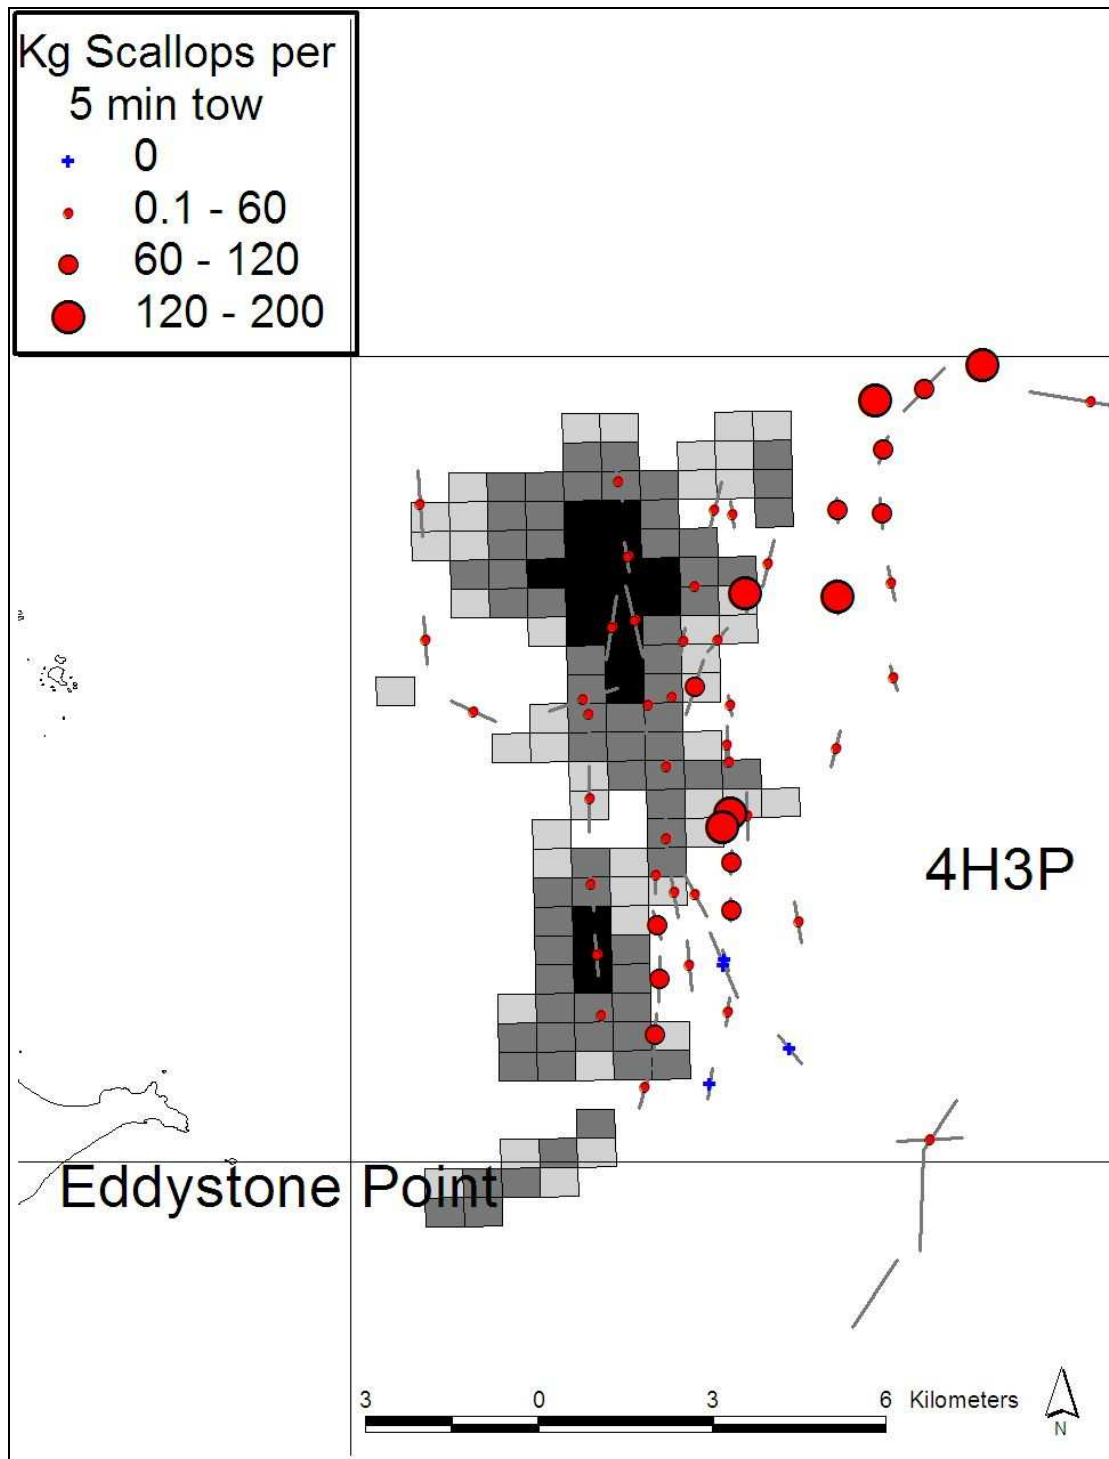 Kg Scallops per
5 min tow
0
0.1 - 60
60 - 120
120 - 200
4H3P
Eddystone Point
3 0 3 6 Kilometers
N